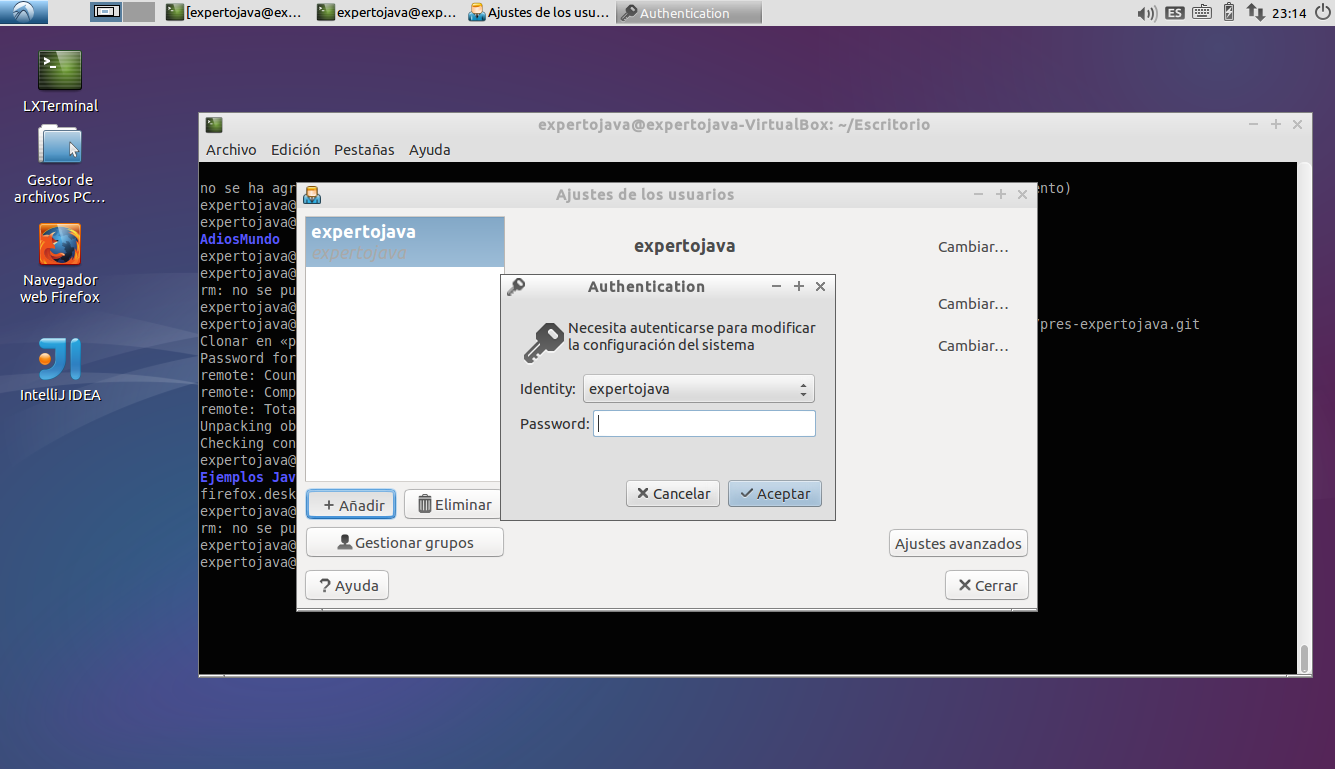 [expertojava@ex...
expertojava@exp...
Ajustes de los usu...
Authentication
ES
23:14
LXTerminal
Gestor de
archivos PC...
Navegador
web Firefox
IntelliJ IDEA
expertojava@expertojava-VirtualBox: ~/Escritorio
Archivo Edición Pestañas Ayuda
no se ha agr
nto)
expertojava@
expertojava@
AdiosMundo
expertojava@
expertojava@
rm: no se pu
expertojava@
expertojava@
/pres-expertojava.git
Clonar en «p
Password for
remote: Coun
remote: Comp
remote: Tota
Unpacking ob
Checking con
expertojava@
Ejemplos Jav
firefox.desk
expertojava@
rm: no se pu
expertojava@
expertojava@
Ajustes de los usuarios
expertojava
expertojava
expertojava
Cambiar...
Cambiar...
Cambiar...
+ Añadir
Eliminar
Gestionar grupos
Ajustes avanzados
? Ayuda
Cerrar
Authentication
Necesita autenticarse para modificar
la configuración del sistema
Identity: expertojava
Password:
Cancelar
Aceptar